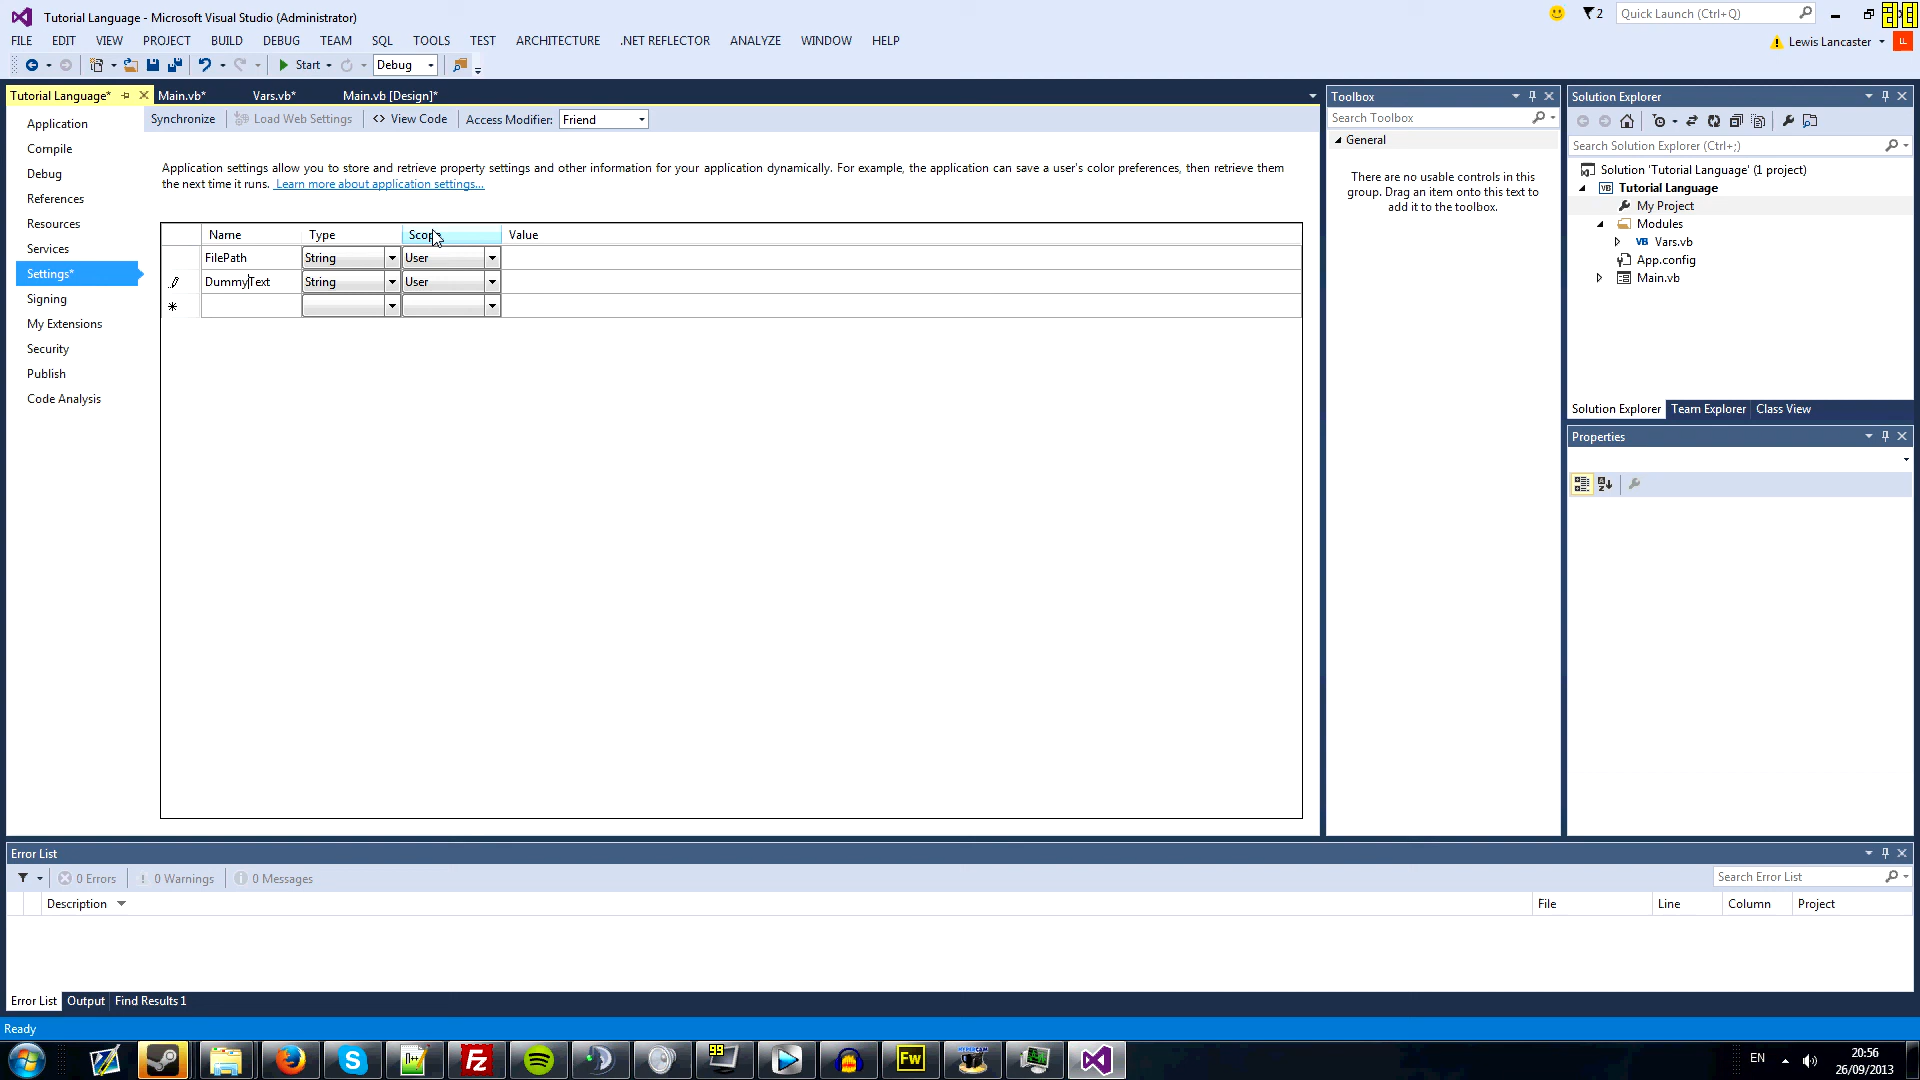 Tutorial Language - Microsoft Visual Studio (Administrator)
2
Quick Launch (Ctrl+Q)
FILE EDIT VIEW PROJECT BUILD DEBUG TEAM SQL TOOLS TEST ARCHITECTURE .NET REFLECTOR ANALYZE WINDOW HELP
Lewis Lancaster
LL
Start
Debug
Tutorial Language*
Main.vb*
Vars.vb*
Main.vb [Design]*
Synchronize
Load Web Settings
View Code
Access Modifier:
Friend
Application
Compile
Debug
References
Resources
Services
Settings*
Signing
My Extensions
Security
Publish
Code Analysis
Application settings allow you to store and retrieve property settings and other information for your application dynamically. For example, the application can save a user's color preferences, then retrieve them
the next time it runs. Learn more about application settings...
Name Type Scope Value
FilePath String User
DummyText String User
Toolbox
Search Toolbox
General
There are no usable controls in this
group. Drag an item onto this text to
add it to the toolbox.
Solution Explorer
Search Solution Explorer (Ctrl+;)
Solution 'Tutorial Language' (1 project)
VB Tutorial Language
My Project
Modules
VB Vars.vb
App.config
Main.vb
Solution Explorer Team Explorer Class View
Properties
Error List
0 Errors
0 Warnings
0 Messages
Search Error List
Description File Line Column Project
Error List Output Find Results 1
Ready
Fz
99
Fw
EN
20:56
26/09/2013